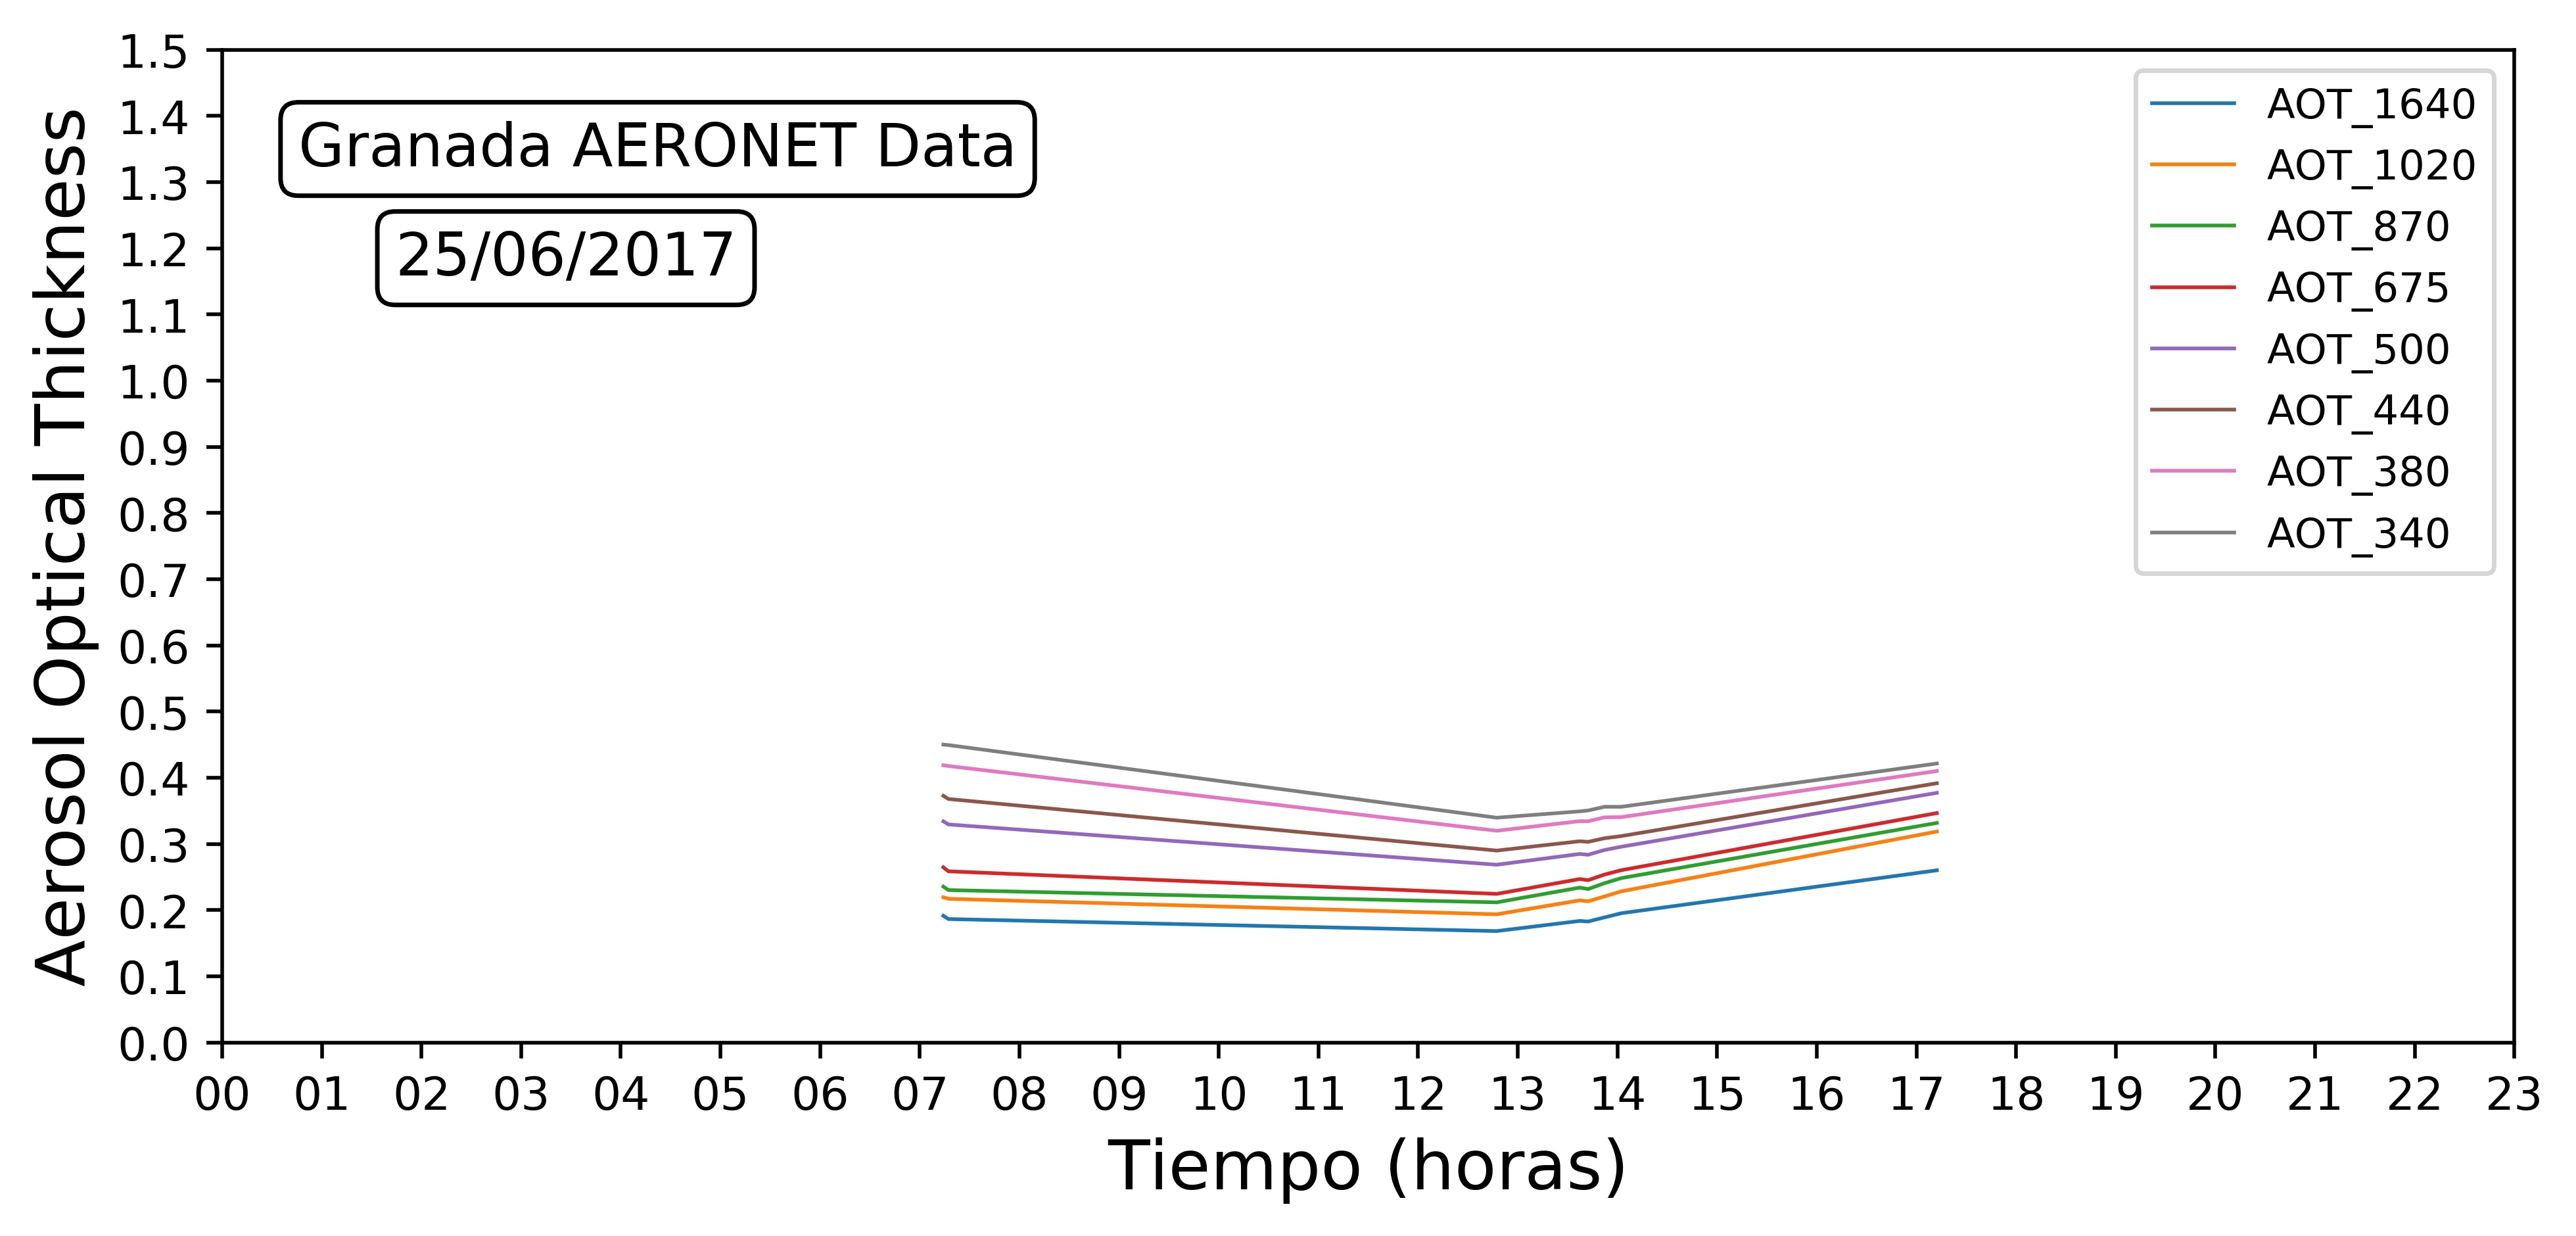 Aerosol Optical Thickness
1.5
1.4
1.3
1.2
1.1
1.0
0.9
0.8
0.7
0.6
0.5
0.4
0.3
0.2
0.1
0.0
Granada AERONET Data
25/06/2017
AOT_1640
AOT_1020
AOT_870
AOT_675
AOT_500
AOT_440
AOT_380
AOT_340
00 01 02 03 04 05 06 07 08 09 10 11 12 13 14 15 16 17 18 19 20 21 22 23
Tiempo (horas)